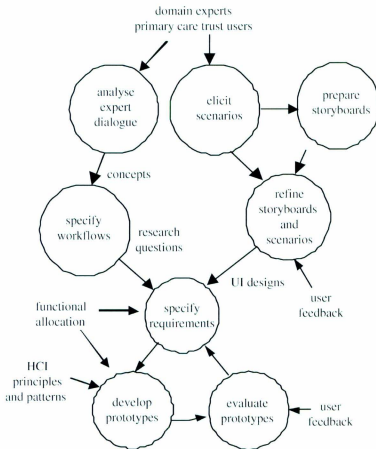 domain experts
primary care trust users
analyse
expert
dialogue
elicit
scenarios
prepare
storyboards
concepts
specify
workflows
research
questions
refine
storyboards
and
scenarios
UI designs
user
feedback
functional
allocation
specify
requirements
HCI
principles
and patterns
develop
prototypes
evaluate
prototypes
user
feedback